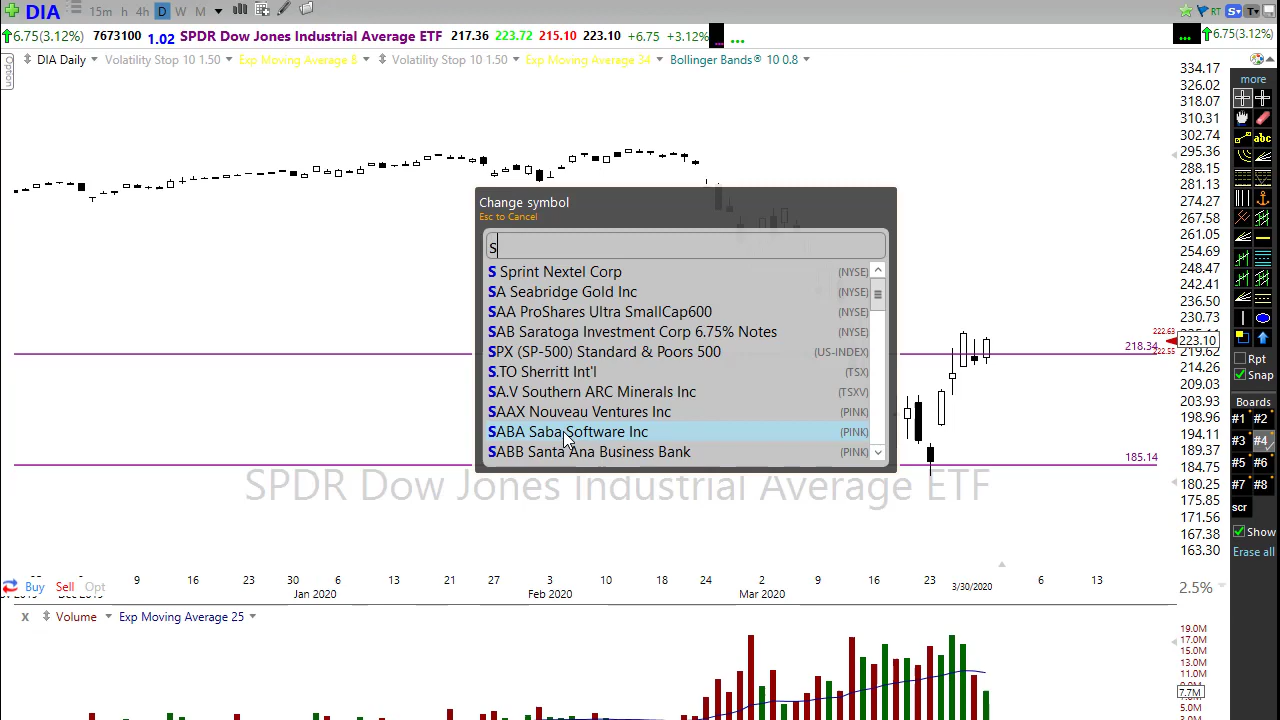 DIA 15m h 4h D W M RT S T
6.75(3.12%) 7673100 1.02 SPDR Dow Jones Industrial Average ETF 217.36 223.72 215.10 223.10 +6.75 +3.12% ... ... 6.75(3.12%)
Option
DIA Daily Volatility Stop 10 1.50 Exp Moving Average 8 Volatility Stop 10 1.50 Exp Moving Average 34 Bollinger Bands® 10 0.8
334.17
326.02
318.07
310.31
302.74
295.36
288.15
281.13
274.27
267.58
261.05
254.69
248.47
242.41
236.50
230.73
222.63
218.34 223.10
222.55
219.62
214.26
209.03
203.93
198.96
194.11
189.37
185.14
184.75
180.25
175.85
171.56
167.38
163.30
more
abc
Rpt
Snap
Boards
#1 #2
#3 #4
#5 #6
#7 #8
scr
Show
Erase all
Change symbol
Esc to Cancel
s
S Sprint Nextel Corp (NYSE)
SA Seabridge Gold Inc (NYSE)
SAA ProShares Ultra SmallCap600 (NYSE)
SAB Saratoga Investment Corp 6.75% Notes (NYSE)
SPX (SP-500) Standard & Poors 500 (US-INDEX)
S.TO Sherritt Int'l (TSX)
SA.V Southern ARC Minerals Inc (TSXV)
SAAX Nouveau Ventures Inc (PINK)
SABA Saba Software Inc (PINK)
SABB Santa Ana Business Bank (PINK)
SPDR Dow Jones Industrial Average ETF
Buy Sell Opt
9 16 23 30 6 13 21 27 3 10 18 24 2 9 16 23 3/30/2020 6 13
Jan 2020 Feb 2020 Mar 2020
2.5%
x Volume Exp Moving Average 25
19.0M
17.0M
15.0M
13.0M
11.0M
7.7M
5.0M